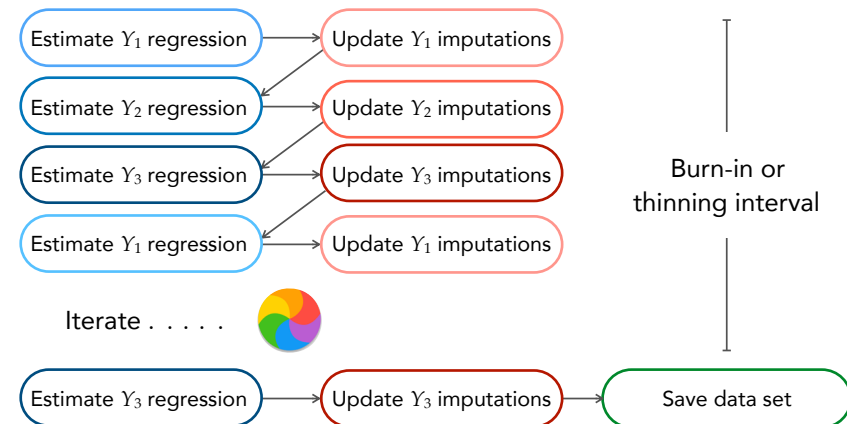 Estimate Y₁ regression
Update Y₁ imputations
Estimate Y₂ regression
Update Y₂ imputations
Estimate Y₃ regression
Update Y₃ imputations
Burn-in or
thinning interval
Estimate Y₁ regression
Update Y₁ imputations
Iterate . . . . .
Estimate Y₃ regression
Update Y₃ imputations
Save data set